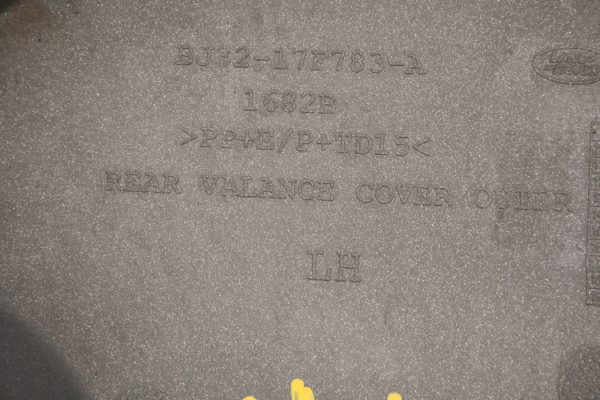 BJ32-17F783-A
1682B
>PP+E/P+TD15<
REAR VALANCE COVER OUTER
LH